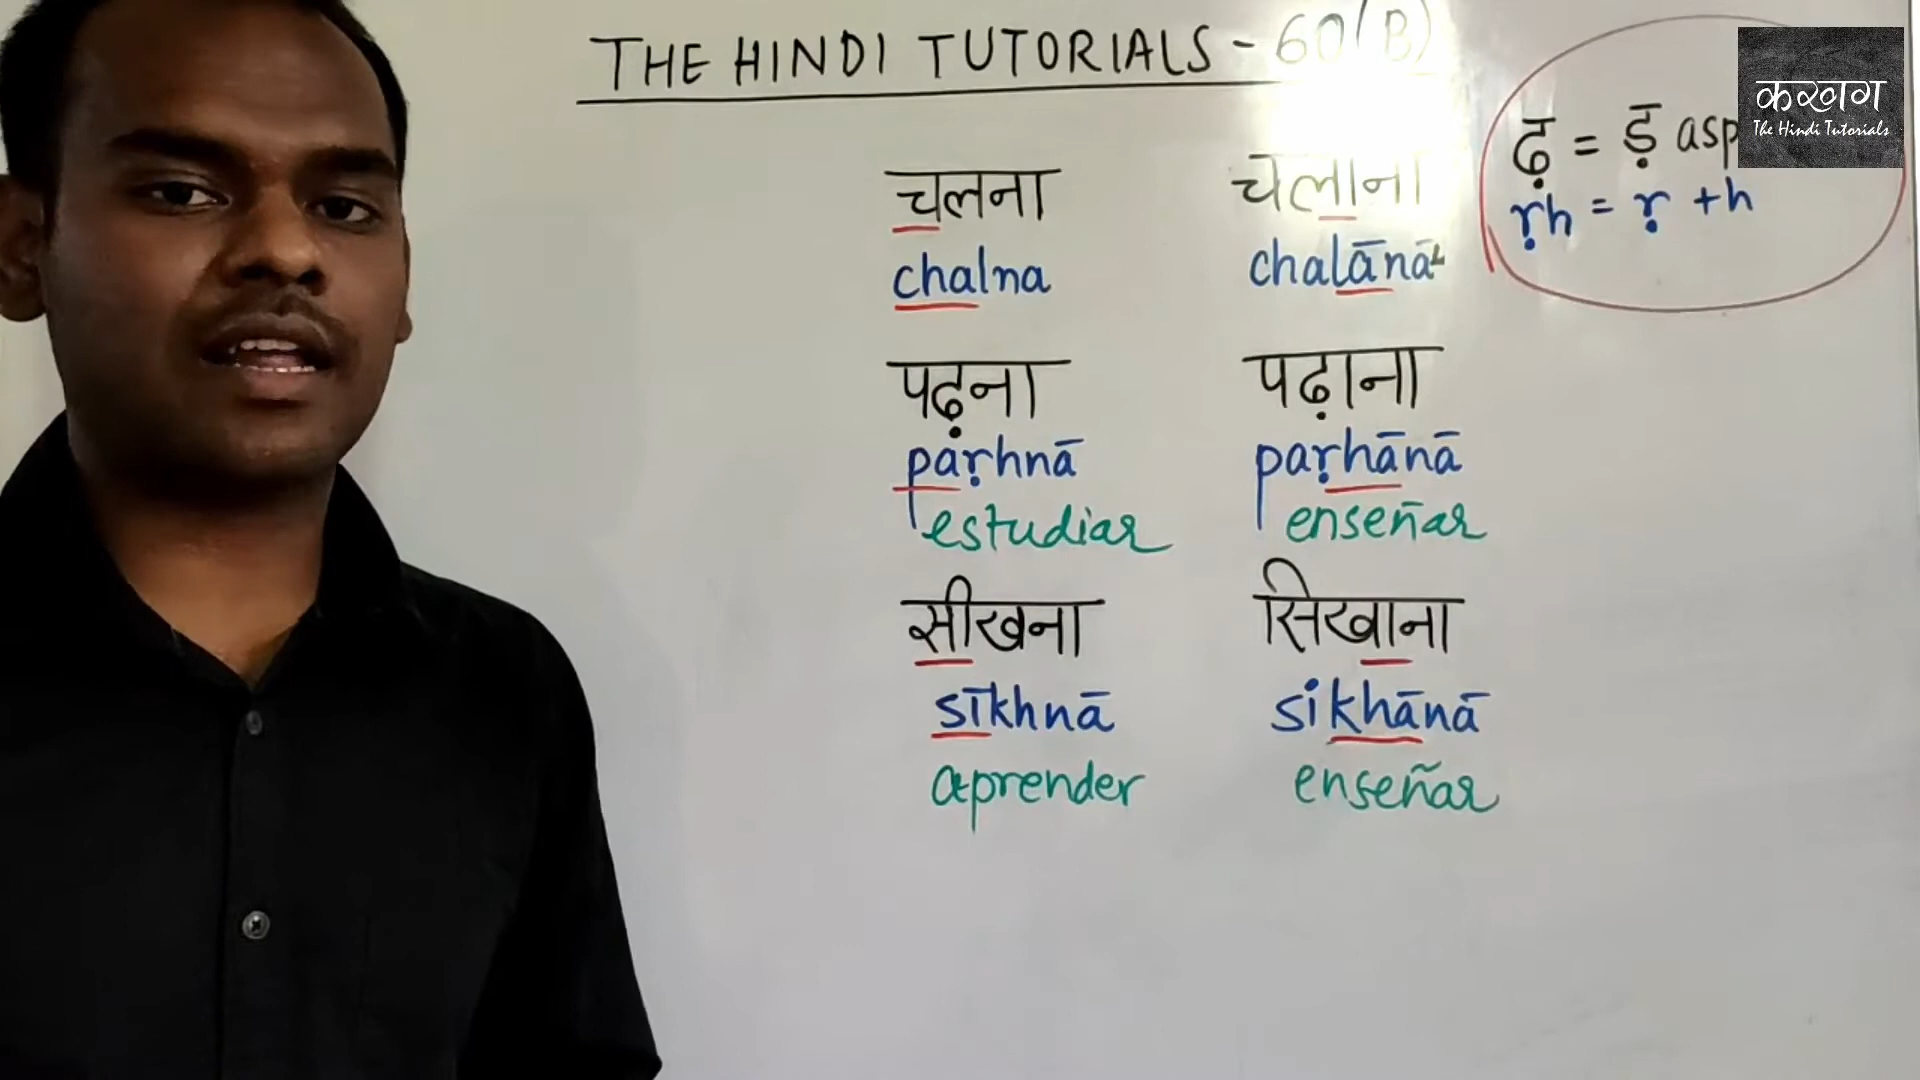 THE HINDI TUTORIALS - 60(B)
कखग
The Hindi Tutorials
ढ़ = ड़ asp
ṛh = ṛ + h
चलना चलाना
chalna chalānā
पढ़ना पढ़ाना
paṛhnā paṛhānā
estudiar enseñar
सीखना सिखाना
sīkhnā sikhānā
aprender enseñar